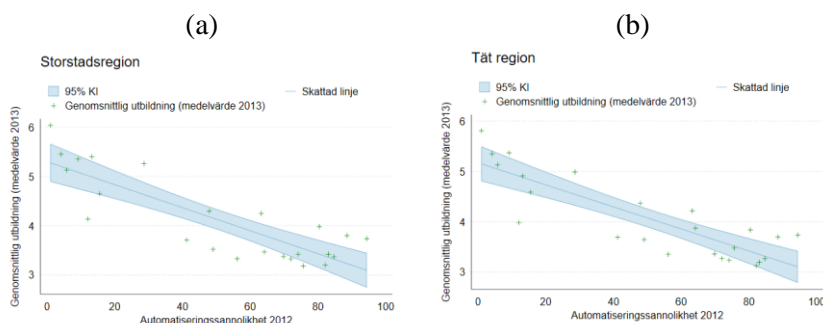 (a)
Storstadsregion
95% KI
Skattad linje
Genomsnittlig utbildning (medelvärde 2013)
Genomsnittlig utbildning (medelvärde 2013)
6
5
4
3
0 20 40 60 80 100
Automatiseringssannolikhet 2012
(b)
Tät region
95% KI
Skattad linje
Genomsnittlig utbildning (medelvärde 2013)
Genomsnittlig utbildning (medelvärde 2013)
6
5
4
3
0 20 40 60 80 100
Automatiseringssannolikhet 2012